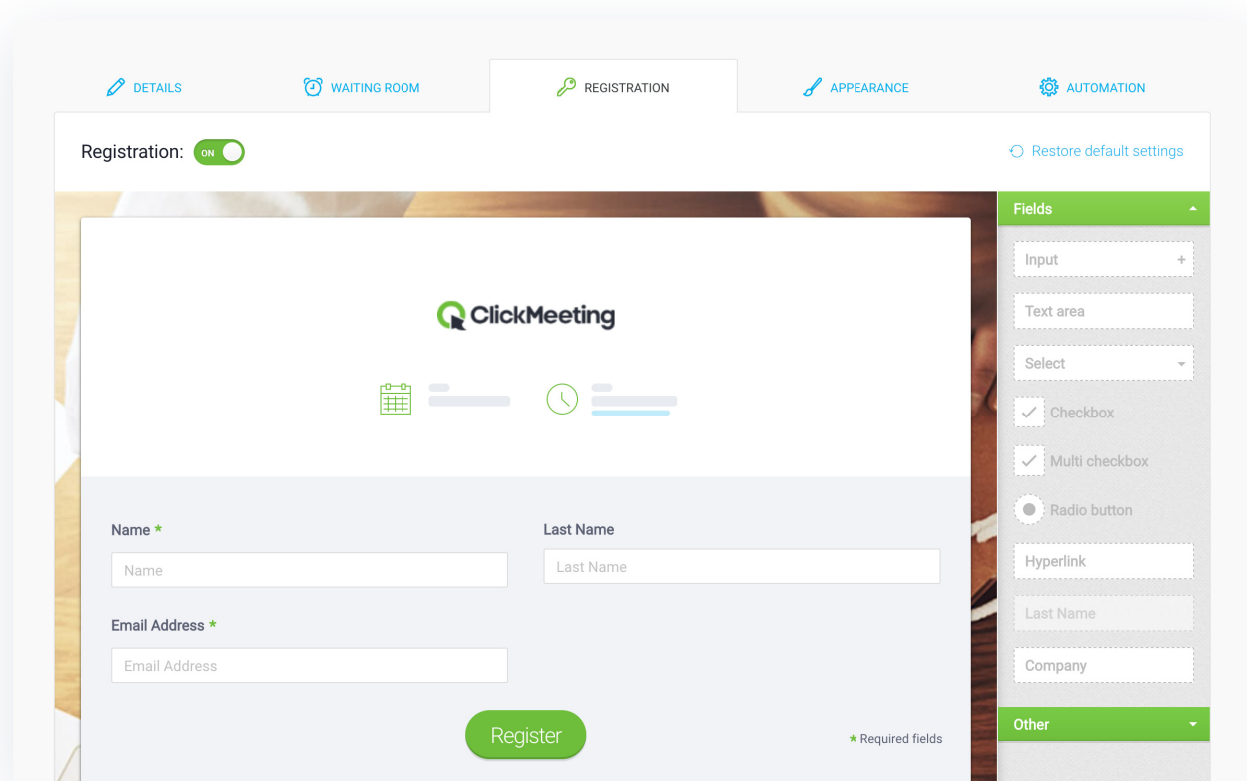 DETAILS
WAITING ROOM
REGISTRATION
APPEARANCE
AUTOMATION
Registration:
ON
Restore default settings
ClickMeeting
Name *
Name
Last Name
Last Name
Email Address *
Email Address
Register
* Required fields
Fields
Input
Text area
Select
Checkbox
Multi checkbox
Radio button
Hyperlink
Last Name
Company
Other